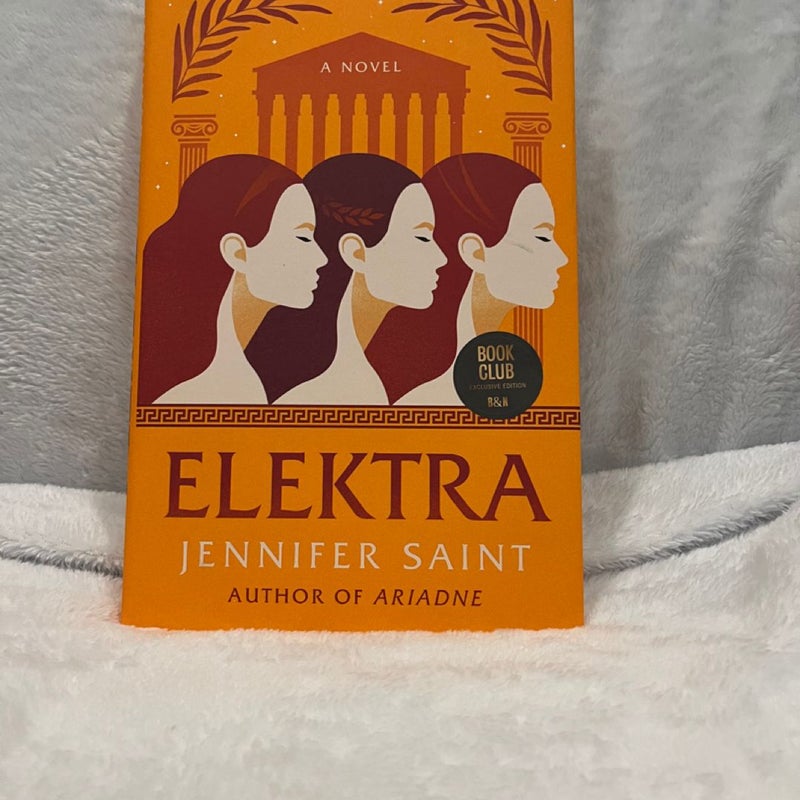 A NOVEL
BOOK
CLUB
EXCLUSIVE EDITION
B&N
ELEKTRA
JENNIFER SAINT
AUTHOR OF ARIADNE